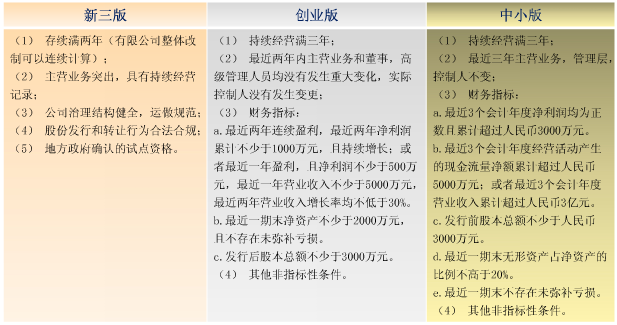 新三版
（1） 存续满两年（有限公司整体改
制可以连续计算）；
（2） 主营业务突出，具有持续经营
记录；
（3） 公司治理结构健全，运做规范；
（4） 股份发行和转让行为合法合规；
（5） 地方政府确认的试点资格。
创业版
（1） 持续经营满三年；
（2） 最近两年内主营业务和董事，高
级管理人员均没有发生重大变化，实际
控制人没有发生变更；
（3） 财务指标：
a.最近两年连续盈利，最近两年净利润
累计不少于1000万元，且持续增长；或
者最近一年盈利，且净利润不少于500万
元，最近一年营业收入不少于5000万元，
最近两年营业收入增长率均不低于30%。
b.最近一期末净资产不少于2000万元，
且不存在未弥补亏损。
c.发行后股本总额不少于3000万元。
（4） 其他非指标性条件。
中小版
（1） 持续经营满三年；
（2） 最近三年主营业务，管理层，
控制人不变；
（3） 财务指标：
a.最近3个会计年度净利润均为正
数且累计超过人民币3000万元。
b.最近3个会计年度经营活动产生
的现金流量净额累计超过人民币
5000万元；或者最近3个会计年度
营业收入累计超过人民币3亿元。
c.发行前股本总额不少于人民币
3000万元。
d.最近一期末无形资产占净资产的
比例不高于20%。
e.最近一期末不存在未弥补亏损。
（4） 其他非指标性条件。